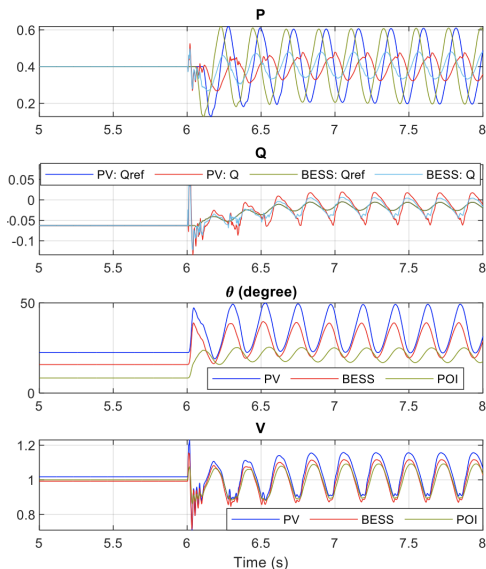 P
0.6
0.4
0.2
5 5.5 6 6.5 7 7.5 8
Q
PV: Qref PV: Q BESS: Qref BESS: Q
0.05
0
-0.05
-0.1
5 5.5 6 6.5 7 7.5 8
θ (degree)
50
0
PV BESS POI
5 5.5 6 6.5 7 7.5 8
V
1.2
1
0.8
PV BESS POI
5 5.5 6 6.5 7 7.5 8
Time (s)